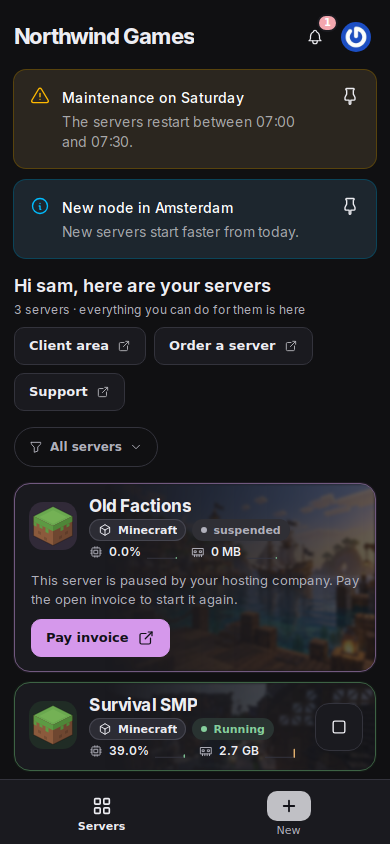 Northwind Games
1
Maintenance on Saturday
The servers restart between 07:00
and 07:30.
New node in Amsterdam
New servers start faster from today.
Hi sam, here are your servers
3 servers · everything you can do for them is here
Client area
Order a server
Support
All servers
Old Factions
Minecraft
suspended
0.0%
0 MB
This server is paused by your hosting company. Pay
the open invoice to start it again.
Pay invoice
Survival SMP
Minecraft
Running
39.0%
2.7 GB
Servers
New